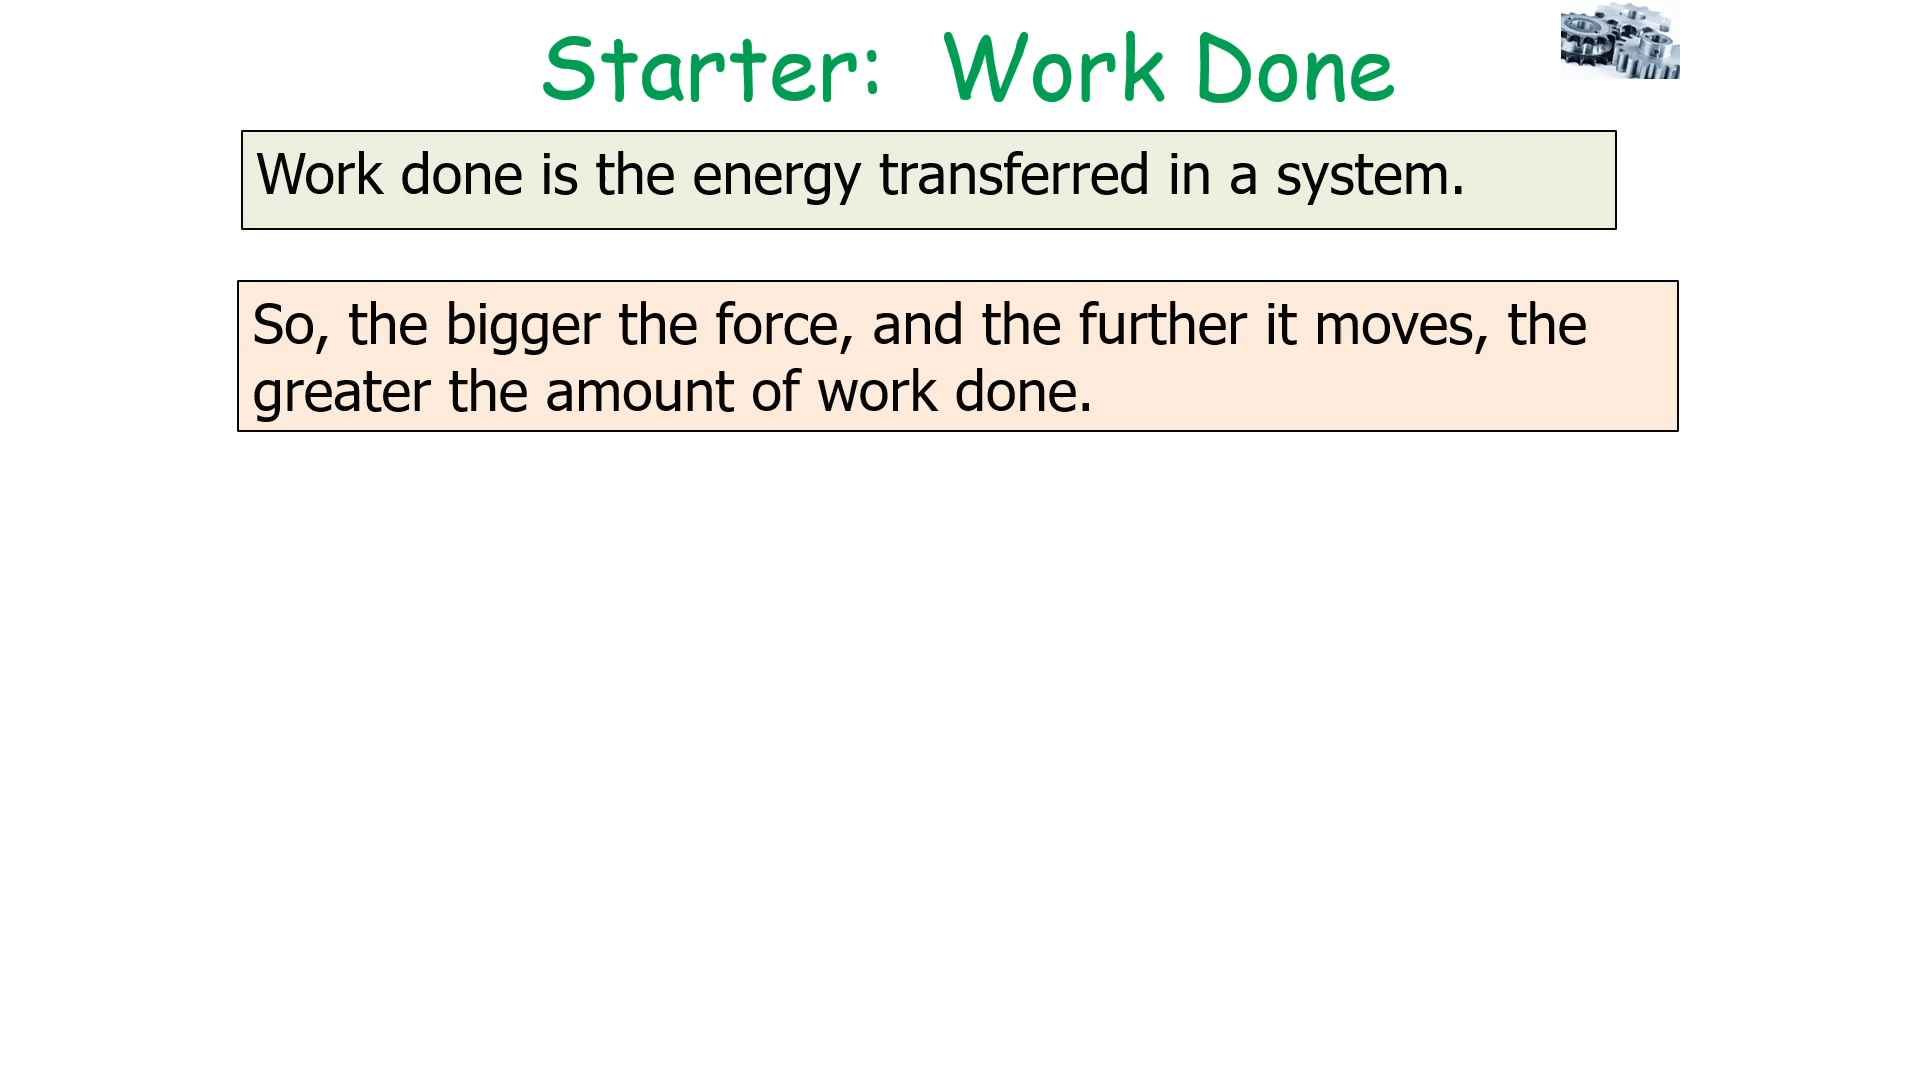 Starter:  Work Done
Work done is the energy transferred in a system.
So, the bigger the force, and the further it moves, the
greater the amount of work done.